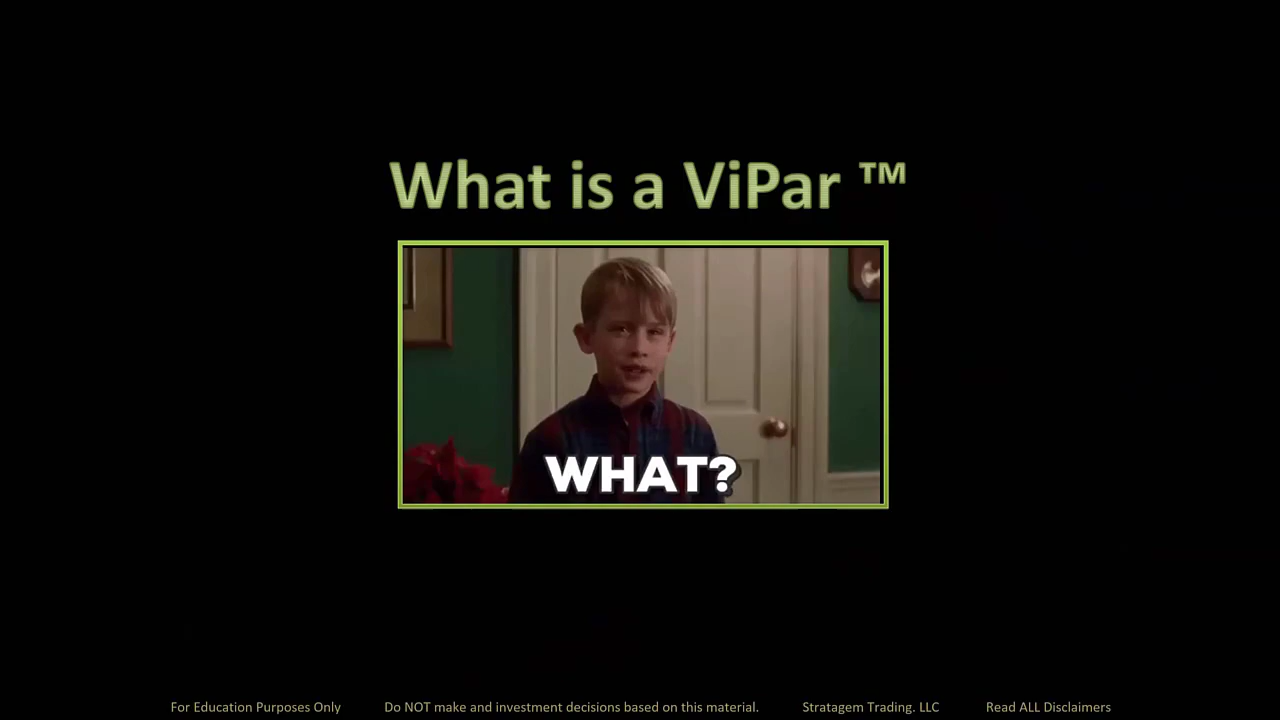 What is a ViPar ™
WHAT?
For Education Purposes Only Do NOT make and investment decisions based on this material. Stratagem Trading. LLC Read ALL Disclaimers